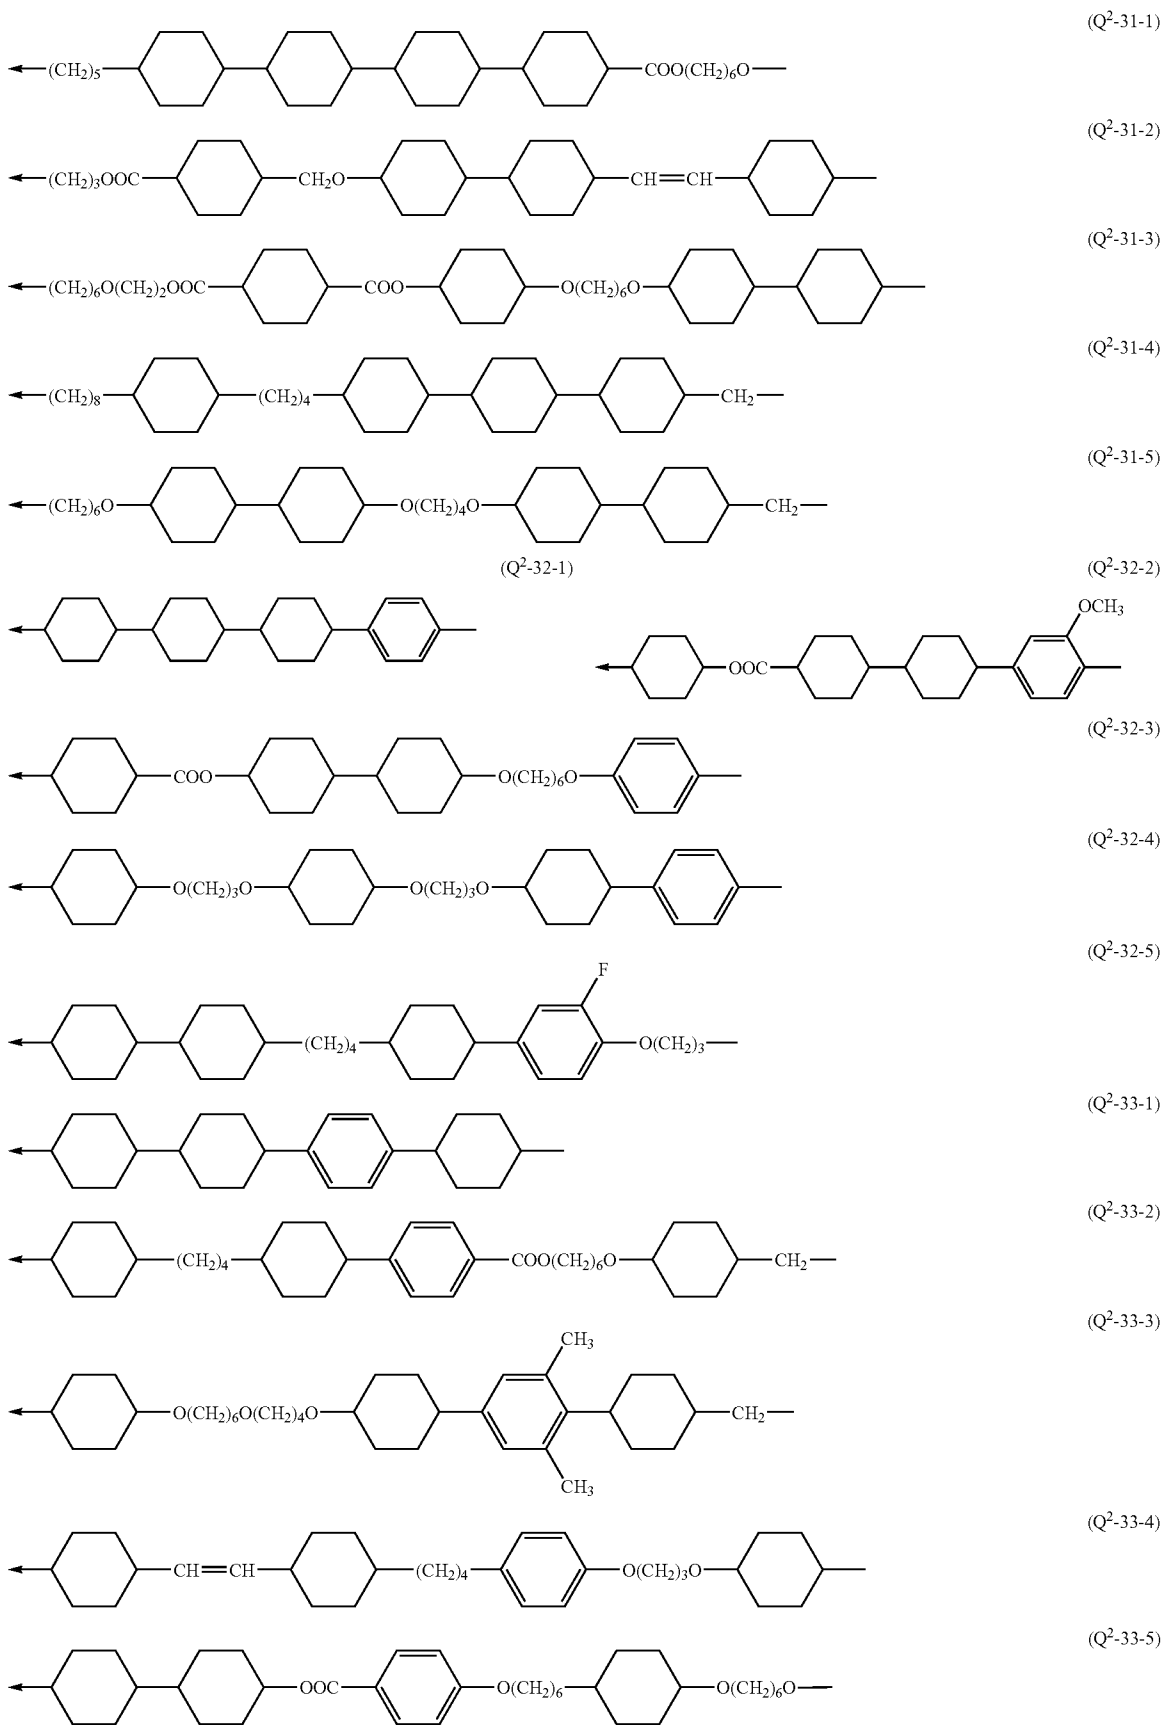 (Q²-31-1)
(CH₂)₅ COO(CH₂)₆O
(Q²-31-2)
(CH₂)₃OOC CH₂O CH=CH
(Q²-31-3)
(CH₂)₆O(CH₂)₂OOC COO O(CH₂)₆O
(Q²-31-4)
(CH₂)₈ (CH₂)₄ CH₂
(Q²-31-5)
(CH₂)₆O O(CH₂)₄O CH₂
(Q²-32-1) (Q²-32-2)
OCH₃
OOC
(Q²-32-3)
COO O(CH₂)₆O
(Q²-32-4)
O(CH₂)₃O O(CH₂)₃O
(Q²-32-5)
F
(CH₂)₄ O(CH₂)₃
(Q²-33-1)
(Q²-33-2)
(CH₂)₄ COO(CH₂)₆O CH₂
(Q²-33-3)
CH₃
O(CH₂)₆O(CH₂)₄O CH₂
CH₃
(Q²-33-4)
CH=CH (CH₂)₄ O(CH₂)₃O
(Q²-33-5)
OOC O(CH₂)₆ O(CH₂)₆O